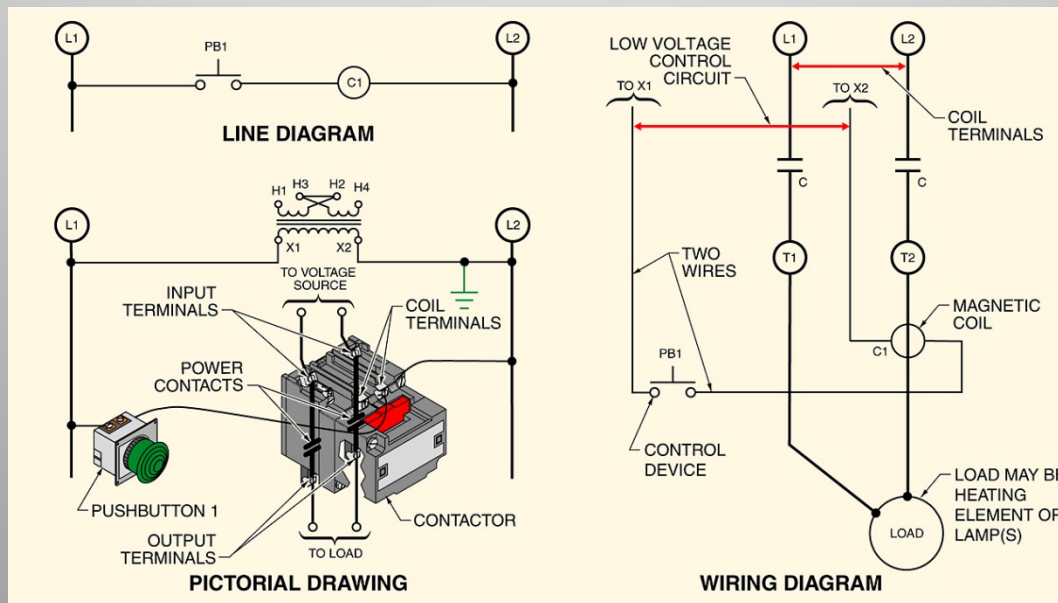 L1
L2
PB1
C1
LINE DIAGRAM
H1
H3
H2
H4
L1
L2
X1
X2
TO VOLTAGE
SOURCE
INPUT
TERMINALS
COIL
TERMINALS
POWER
CONTACTS
PUSHBUTTON 1
CONTACTOR
OUTPUT
TERMINALS
TO LOAD
PICTORIAL DRAWING
L1
L2
LOW VOLTAGE
CONTROL
CIRCUIT
TO X1
TO X2
COIL
TERMINALS
C
C
TWO
WIRES
T1
T2
MAGNETIC
COIL
C1
PB1
CONTROL
DEVICE
LOAD MAY BE
HEATING
ELEMENT OR
LAMP(S)
LOAD
WIRING DIAGRAM